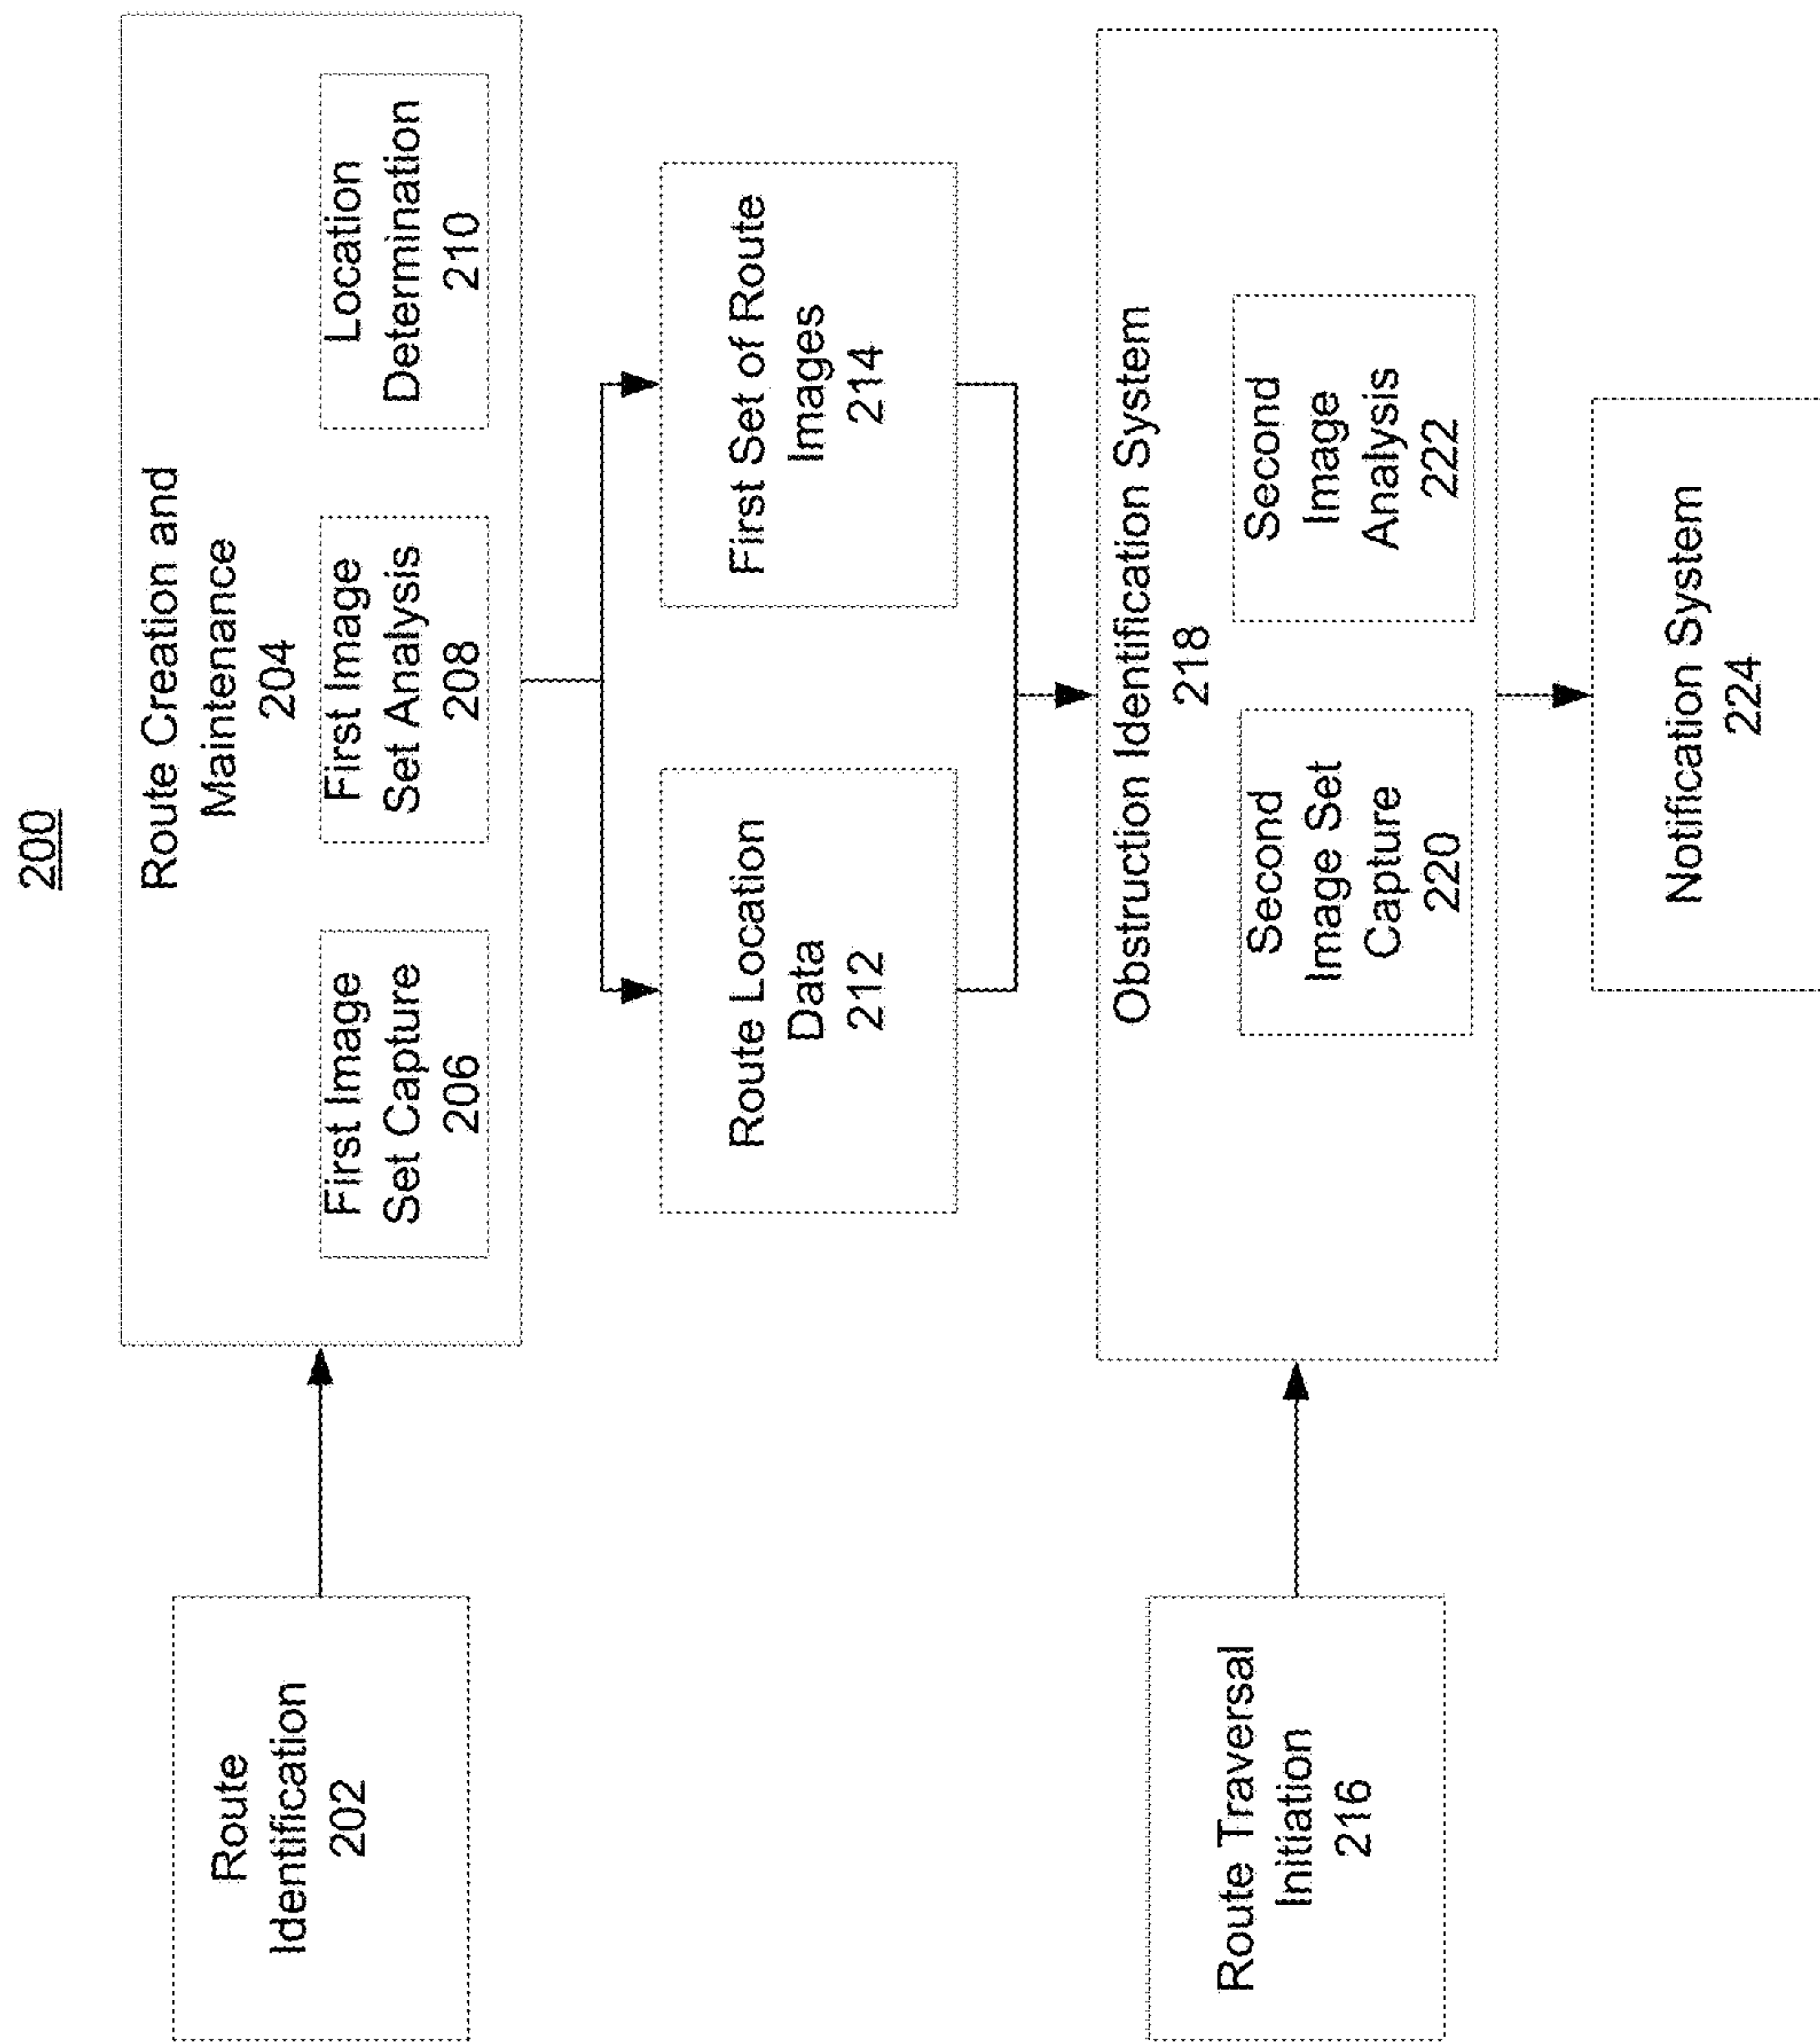 200
Route
Identification
202
Route Creation and
Maintenance
204
First Image
Set Capture
206
First Image
Set Analysis
208
Location
Determination
210
Route Location
Data
212
First Set of Route
Images
214
Route Traversal
Initiation
216
Obstruction Identification System
218
Second
Image Set
Capture
220
Second
Image
Analysis
222
Notification System
224